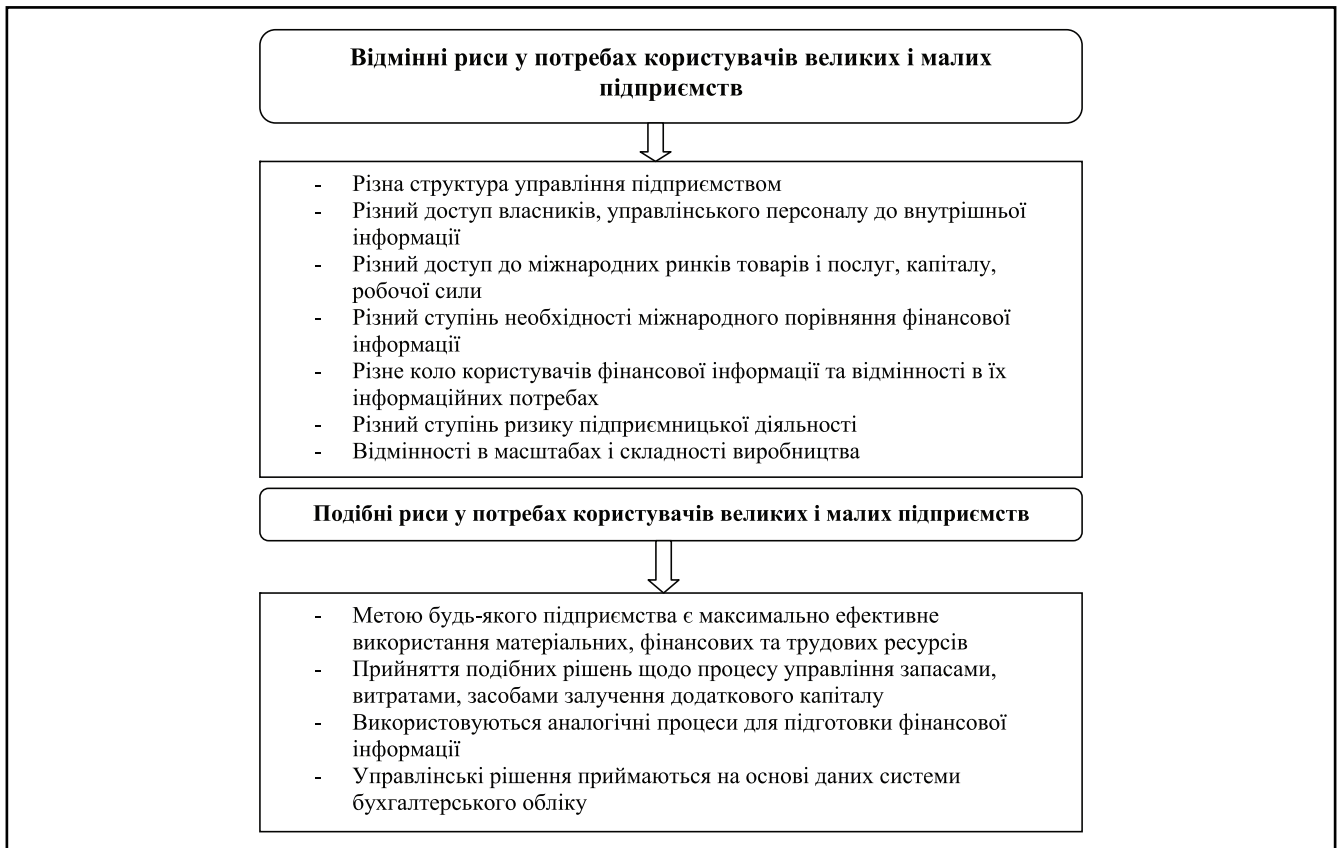 Відмінні риси у потребах користувачів великих і малих
підприємств
- Різна структура управління підприємством
- Різний доступ власників, управлінського персоналу до внутрішньої
інформації
- Різний доступ до міжнародних ринків товарів і послуг, капіталу,
робочої сили
- Різний ступінь необхідності міжнародного порівняння фінансової
інформації
- Різне коло користувачів фінансової інформації та відмінності в їх
інформаційних потребах
- Різний ступінь ризику підприємницької діяльності
- Відмінності в масштабах і складності виробництва
Подібні риси у потребах користувачів великих і малих підприємств
- Метою будь-якого підприємства є максимально ефективне
використання матеріальних, фінансових та трудових ресурсів
- Прийняття подібних рішень щодо процесу управління запасами,
витратами, засобами залучення додаткового капіталу
- Використовуються аналогічні процеси для підготовки фінансової
інформації
- Управлінські рішення приймаються на основі даних системи
бухгалтерського обліку